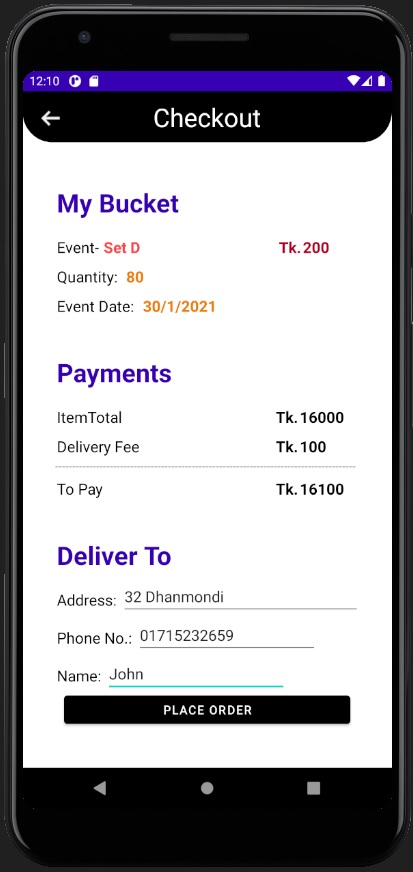 12:10
Checkout
My Bucket
Event- Set D Tk. 200
Quantity: 80
Event Date: 30/1/2021
Payments
ItemTotal Tk. 16000
Delivery Fee Tk. 100
To Pay Tk. 16100
Deliver To
Address: 32 Dhanmondi
Phone No.: 01715232659
Name: John
PLACE ORDER